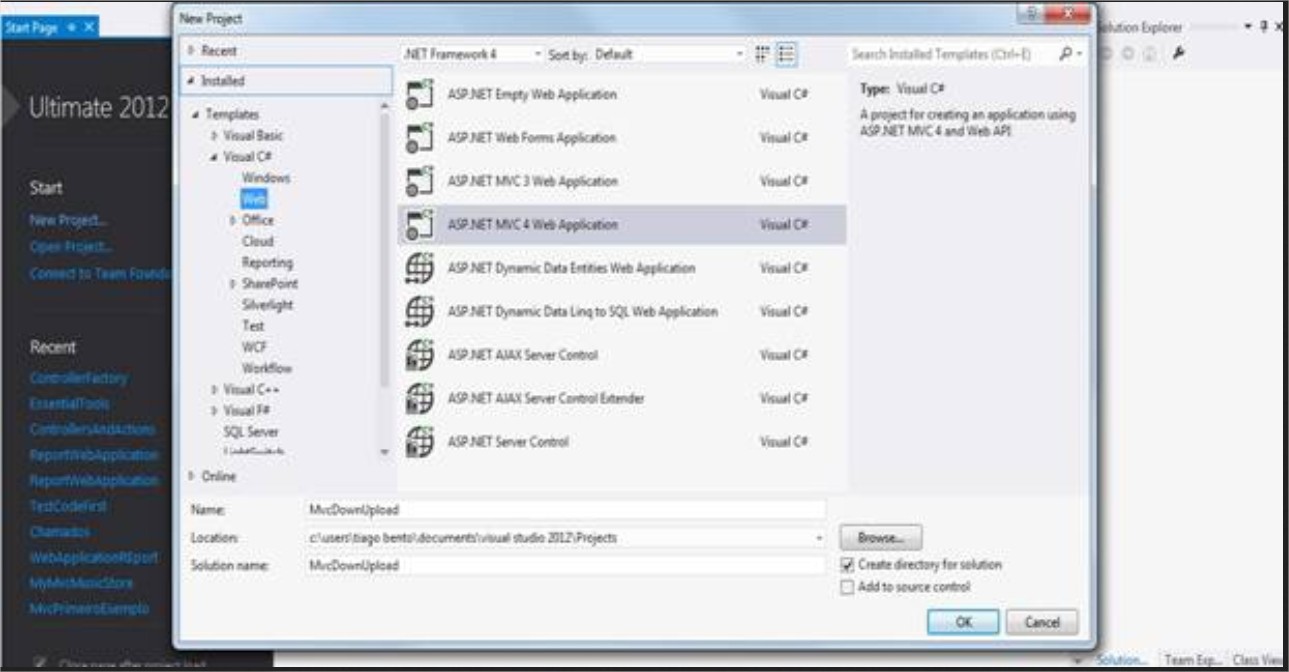 Start Page
Ultimate 2012
Start
New Project...
Open Project...
Connect to Team Founda
Recent
ControllerFactory
EssentialTools
ControllersAndActions
ReportWebApplication
ReportWebApplication
TestCodeFirst
Chamados
WebApplicationREport
MyMvcMusicStore
MvcPrimeiroExemplo
Close page after project load
New Project
Recent
Installed
Templates
Visual Basic
Visual C#
Windows
Web
Office
Cloud
Reporting
SharePoint
Silverlight
Test
WCF
Workflow
Visual C++
Visual F#
SQL Server
LightSwitch
Online
.NET Framework 4
Sort by: Default
ASP.NET Empty Web Application Visual C#
ASP.NET Web Forms Application Visual C#
ASP.NET MVC 3 Web Application Visual C#
ASP.NET MVC 4 Web Application Visual C#
ASP.NET Dynamic Data Entities Web Application Visual C#
ASP.NET Dynamic Data Linq to SQL Web Application Visual C#
ASP.NET AJAX Server Control Visual C#
ASP.NET AJAX Server Control Extender Visual C#
ASP.NET Server Control Visual C#
Search Installed Templates (Ctrl+E)
Type: Visual C#
A project for creating an application using
ASP.NET MVC 4 and Web API
Name: MvcDownUpload
Location: c:\users\tiago bento\documents\visual studio 2012\Projects
Solution name: MvcDownUpload
Browse...
Create directory for solution
Add to source control
OK
Cancel
olution Explorer
Solution...
Team Exp...
Class View